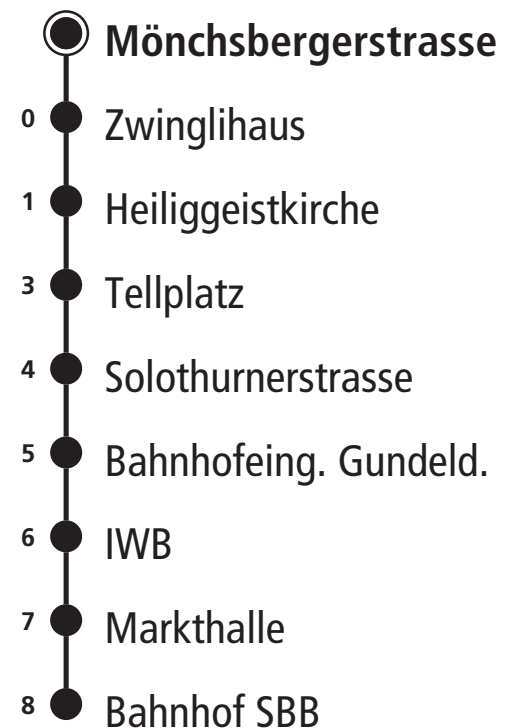 Mönchsbergerstrasse
0 Zwinglihaus
1 Heiliggeistkirche
3 Tellplatz
4 Solothurnerstrasse
5 Bahnhofeing. Gundeld.
6 IWB
7 Markthalle
8 Bahnhof SBB